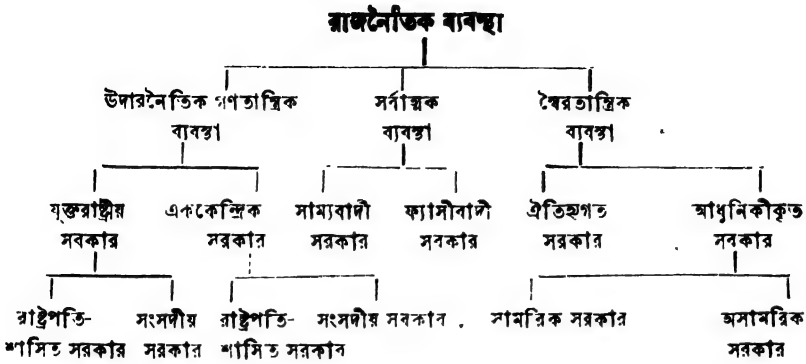 রাজনৈতিক ব্যবস্থা
উদারনৈতিক গণতান্ত্রিক ব্যবস্থা
সর্বাত্মক ব্যবস্থা
স্বৈরতান্ত্রিক ব্যবস্থা
যুক্তরাষ্ট্রীয় সরকার
এককেন্দ্রিক সরকার
সাম্যবাদী সরকার
ফ্যাসীবাদী সরকার
ঐতিহ্যগত সরকার
আধুনিকীকৃত সরকার
রাষ্ট্রপতি-
শাসিত সরকার
সংসদীয় সরকার
রাষ্ট্রপতি-
শাসিত সরকার
সংসদীয় সরকার
সামরিক সরকার
অসামরিক সরকার